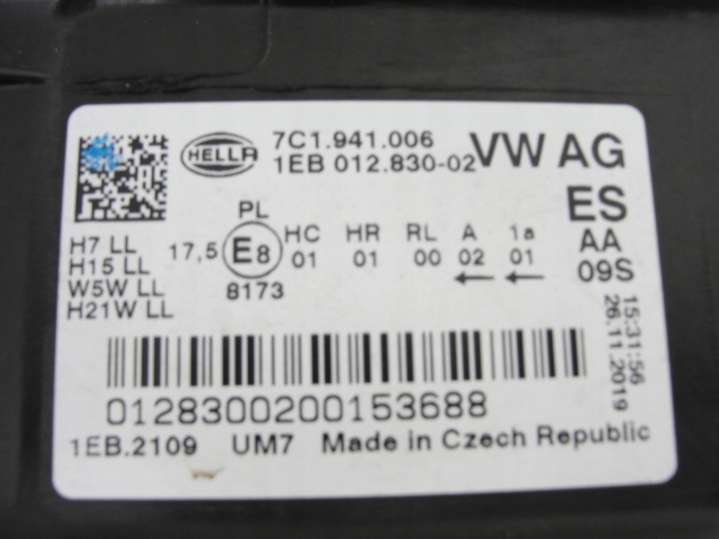 HELLA
7C1.941.006
1EB 012.830-02
VW AG
ES
AA
09S
PL
H7 LL
H15 LL
W5W LL
H21W LL
17,5
E8
8173
HC HR RL A 1a
01 01 00 02 01
15:31:56
26.11.2019
01283000200153688
1EB.2109 UM7 Made in Czech Republic